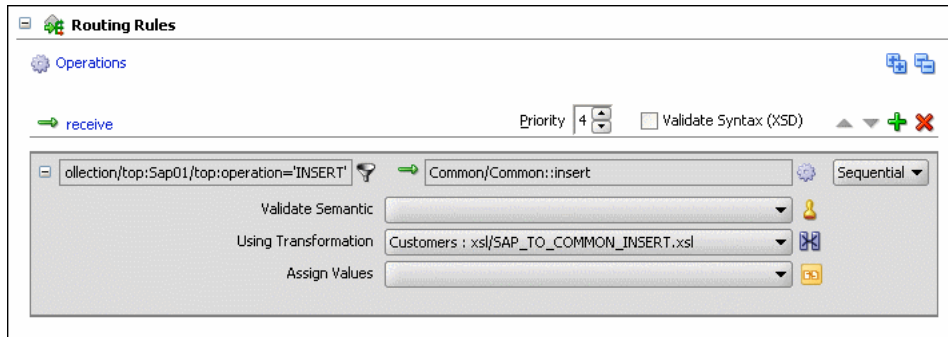 Routing Rules
Operations
receive Priority 4 Validate Syntax (XSD)
ollection/top:Sap01/top:operation='INSERT' Common/Common::insert Sequential
Validate Semantic
Using Transformation Customers : xsl/SAP_TO_COMMON_INSERT.xsl
Assign Values